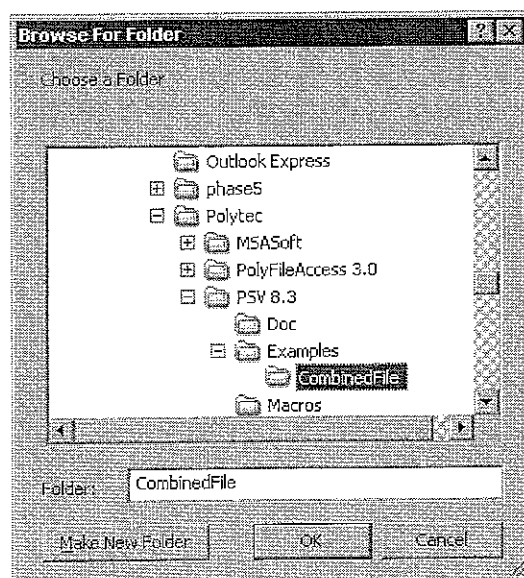 Browse For Folder
Choose a Folder
Outlook Express
phase5
Polytec
MSASoft
PolyFileAccess 3.0
PSV 8.3
Doc
Examples
CombinedFile
Macros
Folder: CombinedFile
Make New Folder OK Cancel